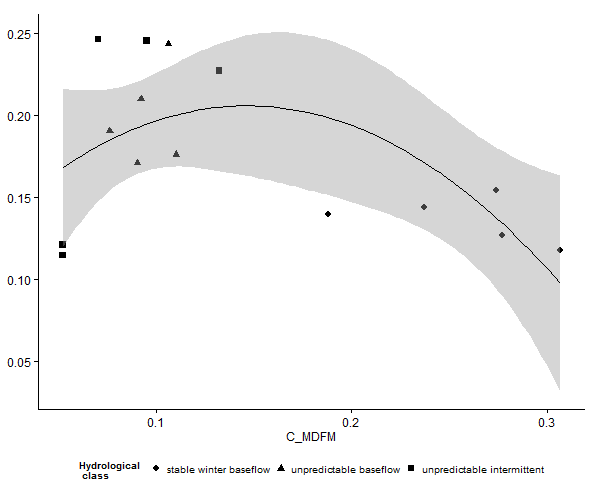 0.25
0.20
0.15
0.10
0.05
0.1 0.2 0.3
C_MDFM
Hydrological
class
stable winter baseflow unpredictable baseflow unpredictable intermittent